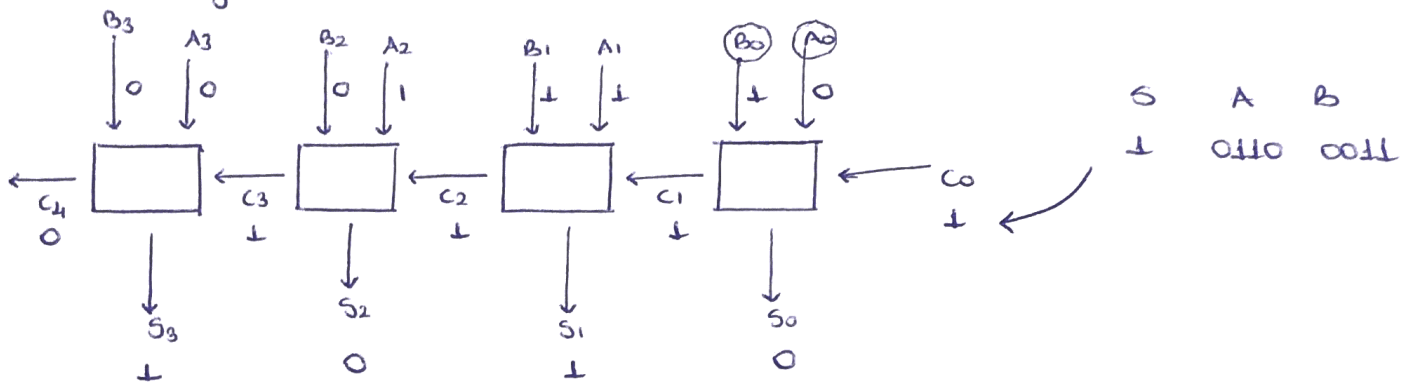 B3 A3 B2 A2 B1 A1 B0 A0
0 0 0 1 1 1 1 0
S A B
1 0110 0011
C4 C3 C2 C1 C0
0 1 1 1 1
S3 S2 S1 S0
1 0 1 0